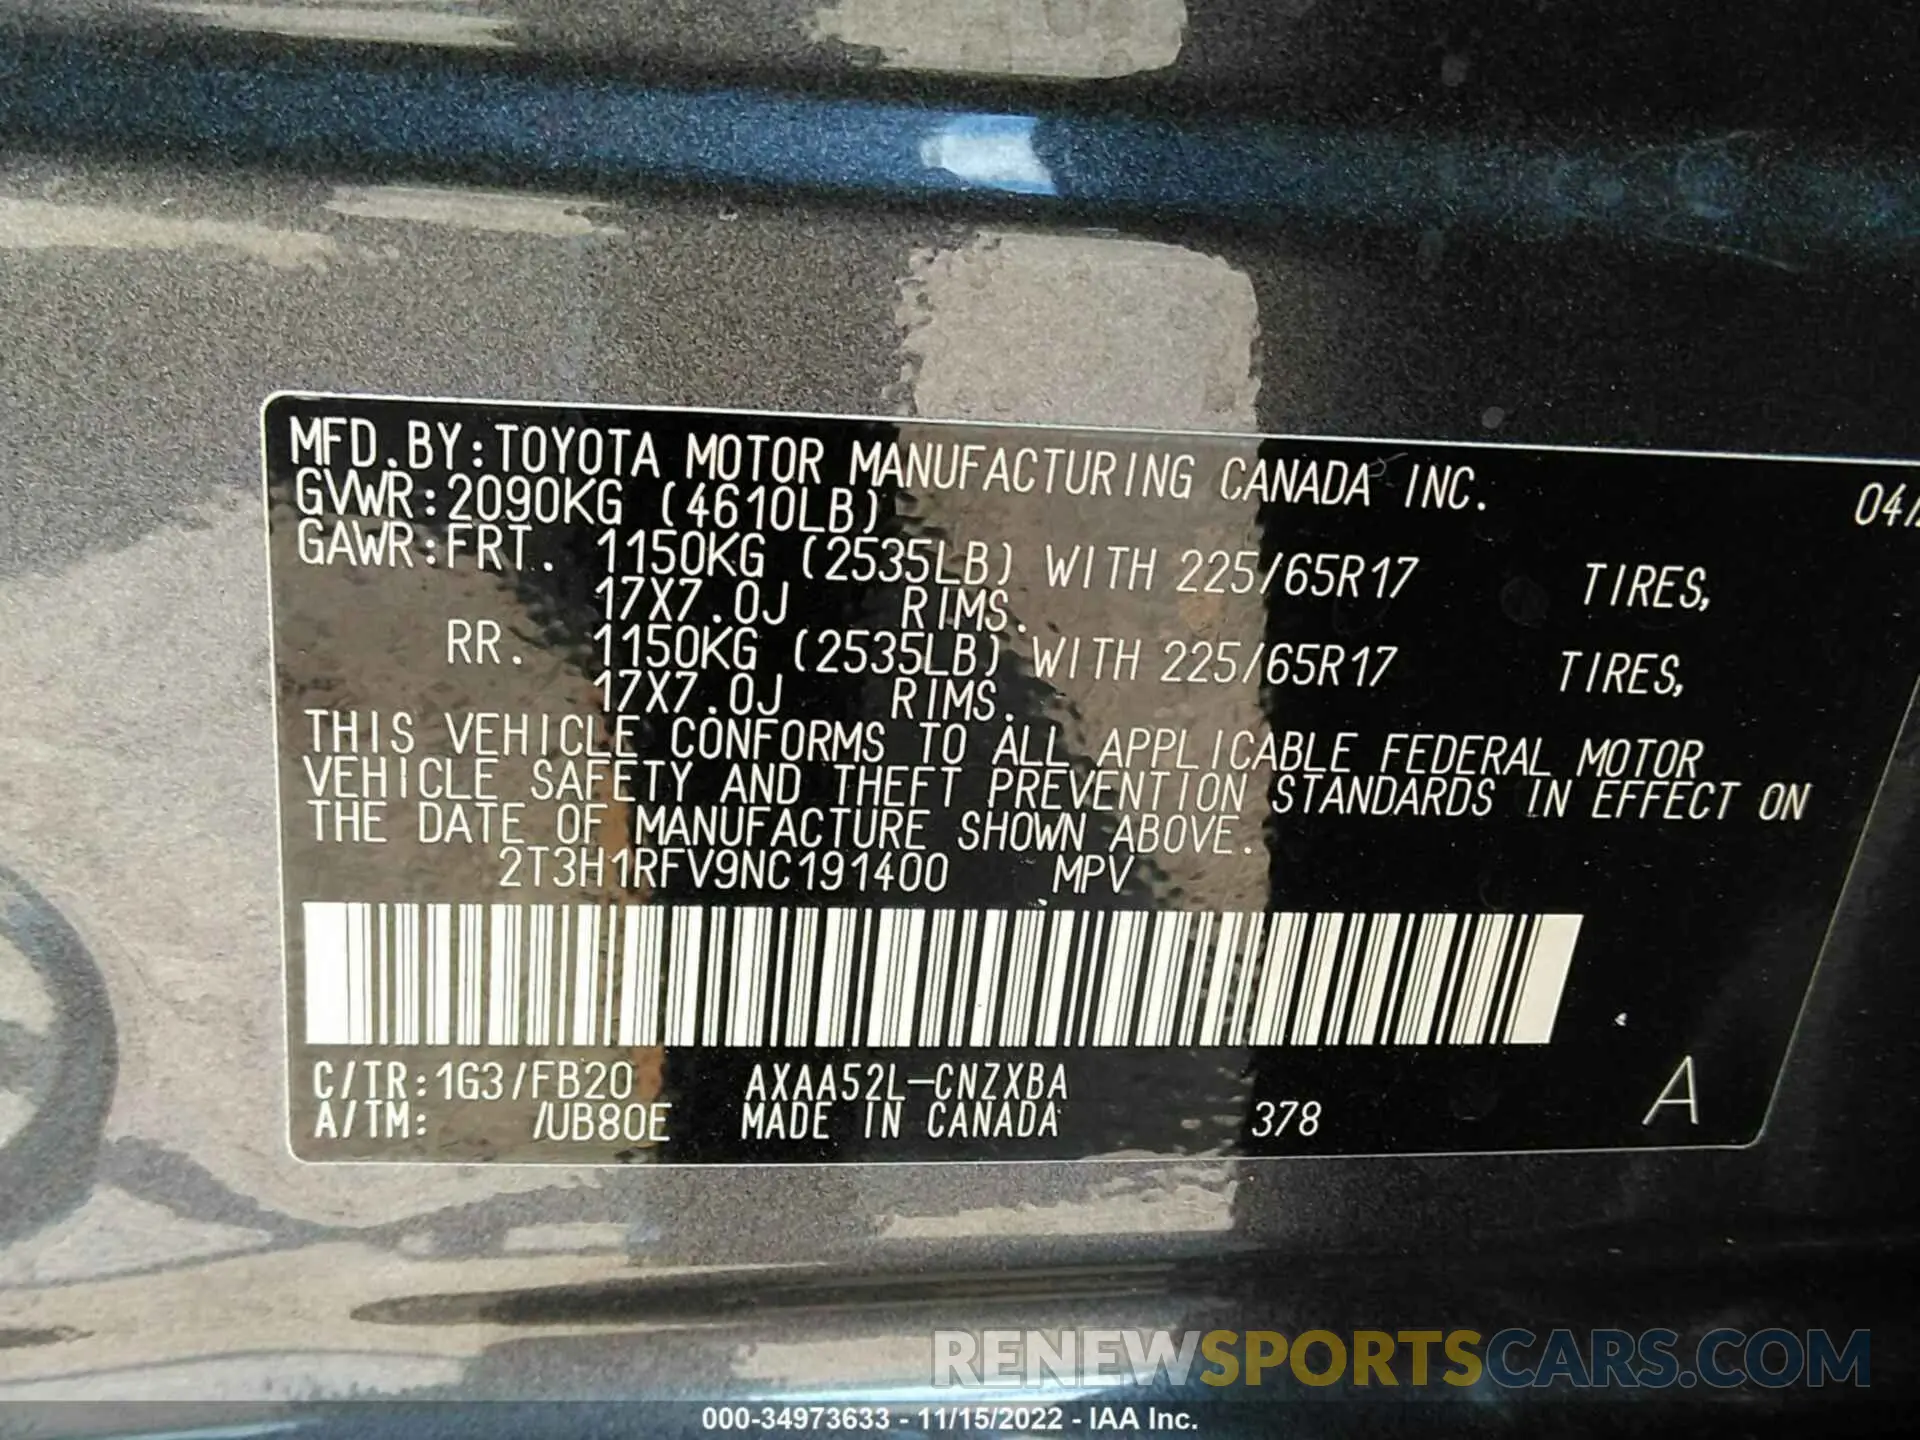 MFD.BY:TOYOTA MOTOR MANUFACTURING CANADA INC. 04/
GVWR:2090KG (4610LB)
GAWR:FRT. 1150KG (2535LB) WITH 225/65R17 TIRES,
17X7.0J RIMS.
RR. 1150KG (2535LB) WITH 225/65R17 TIRES,
17X7.0J RIMS.
THIS VEHICLE CONFORMS TO ALL APPLICABLE FEDERAL MOTOR
VEHICLE SAFETY AND THEFT PREVENTION STANDARDS IN EFFECT ON
THE DATE OF MANUFACTURE SHOWN ABOVE.
2T3H1RFV9NC191400 MPV
C/TR:1G3/FB20 AXAA52L-CNZXBA
A/TM: /UB80E MADE IN CANADA 378 A
RENEWSPORTSCARS.COM
000-34973633 - 11/15/2022 - IAA Inc.